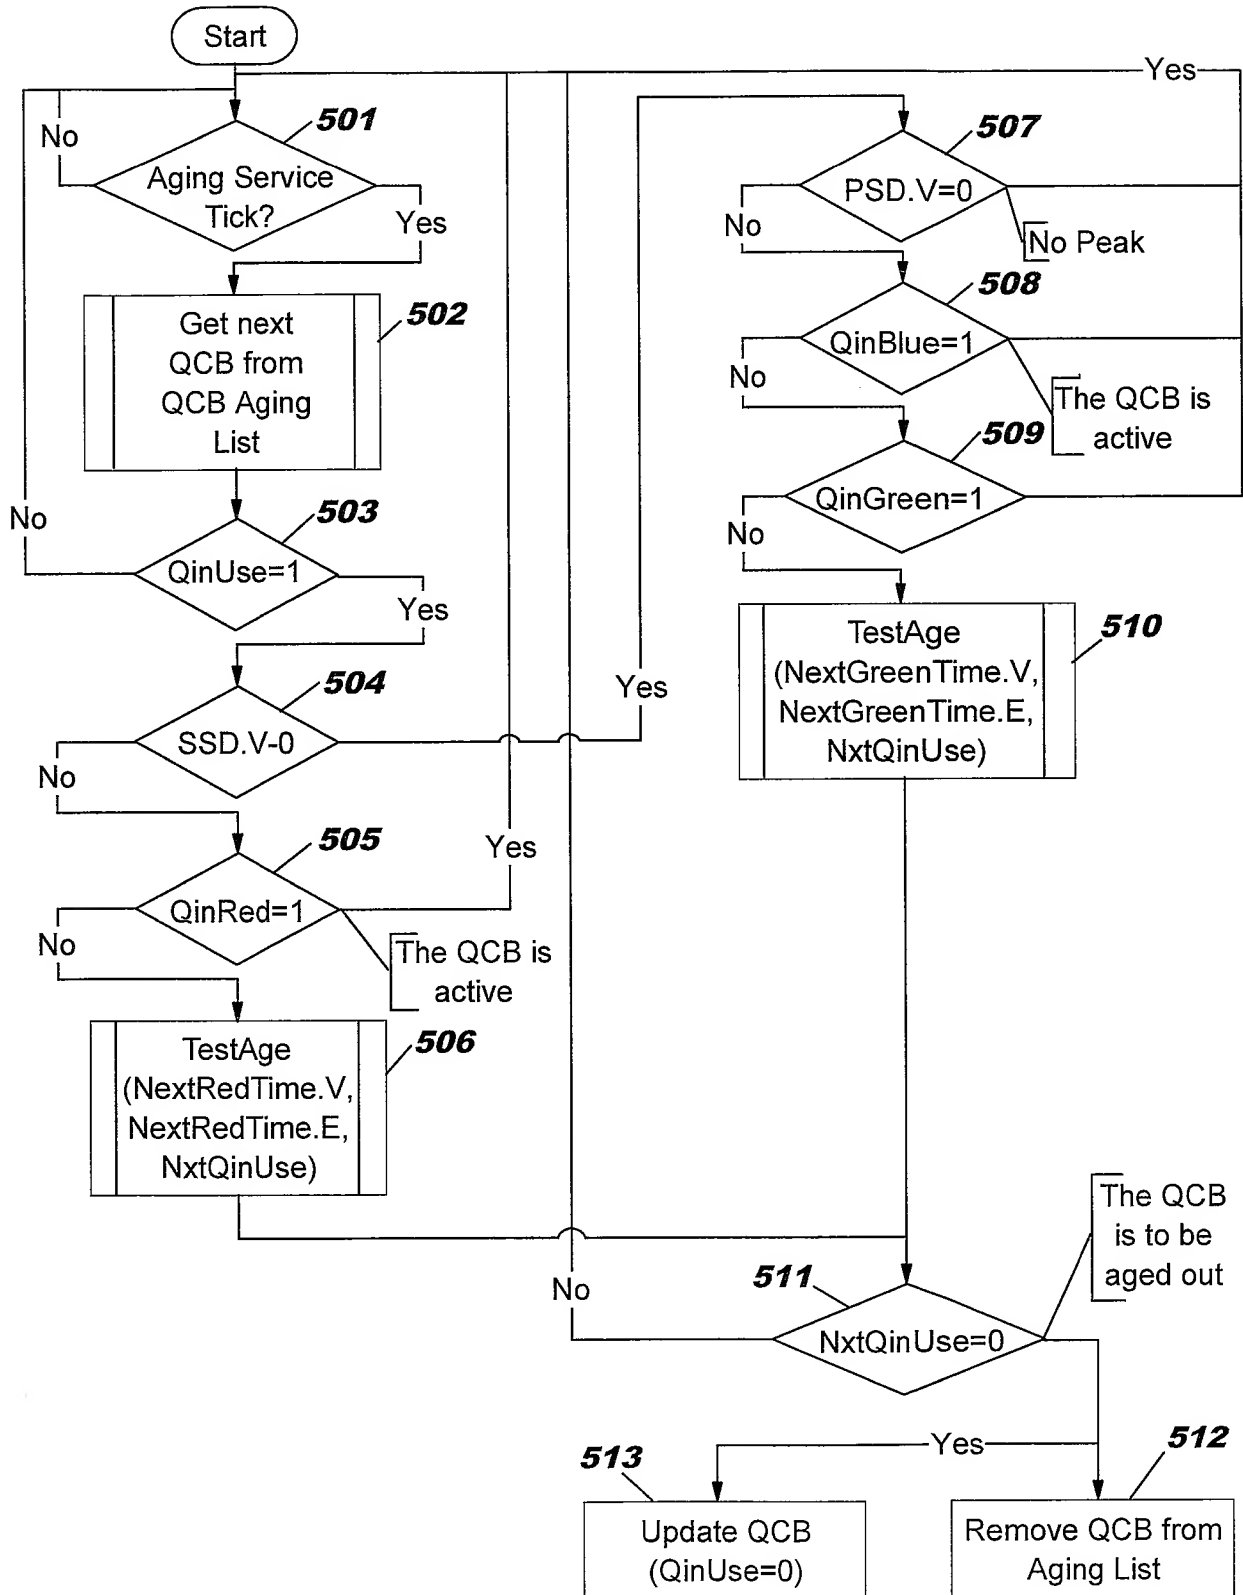 Start
Yes
No
501
Aging Service
Tick?
Yes
507
PSD.V=0
No
No Peak
502
Get next
QCB from
QCB Aging
List
508
QinBlue=1
No
The QCB is
active
509
QinGreen=1
No
No
503
QinUse=1
Yes
510
TestAge
(NextGreenTime.V,
NextGreenTime.E,
NxtQinUse)
504
SSD.V-0
Yes
No
505
Yes
QinRed=1
No
The QCB is
active
506
TestAge
(NextRedTime.V,
NextRedTime.E,
NxtQinUse)
The QCB
is to be
aged out
511
No
NxtQinUse=0
Yes
513
Update QCB
(QinUse=0)
512
Remove QCB from
Aging List